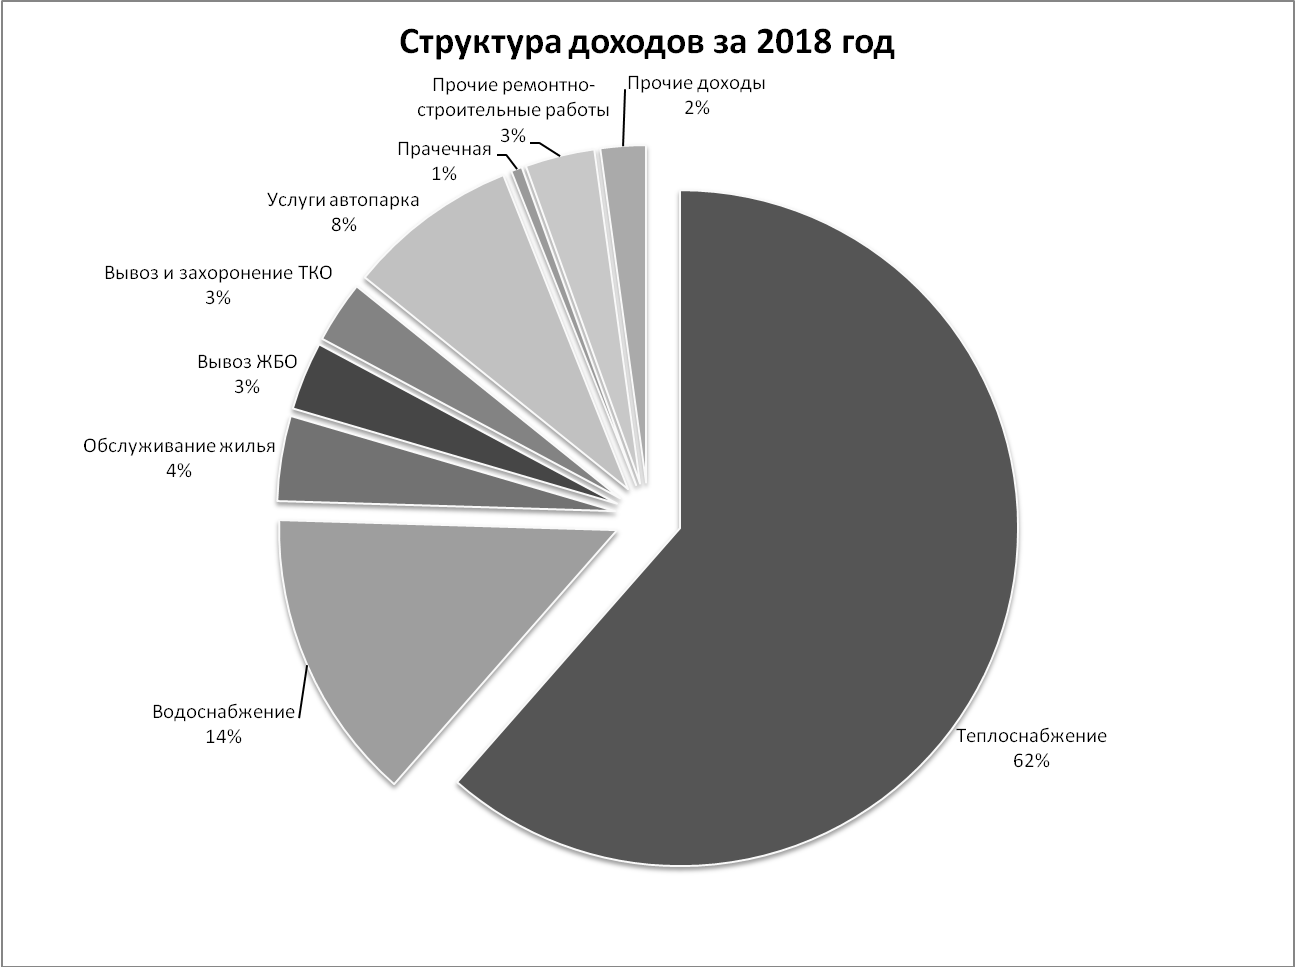 Структура доходов за 2018 год
Прочие ремонтно-
строительные работы
3%
Прочие доходы
2%
Прачечная
1%
Услуги автопарка
8%
Вывоз и захоронение ТКО
3%
Вывоз ЖБО
3%
Обслуживание жилья
4%
Водоснабжение
14%
Теплоснабжение
62%